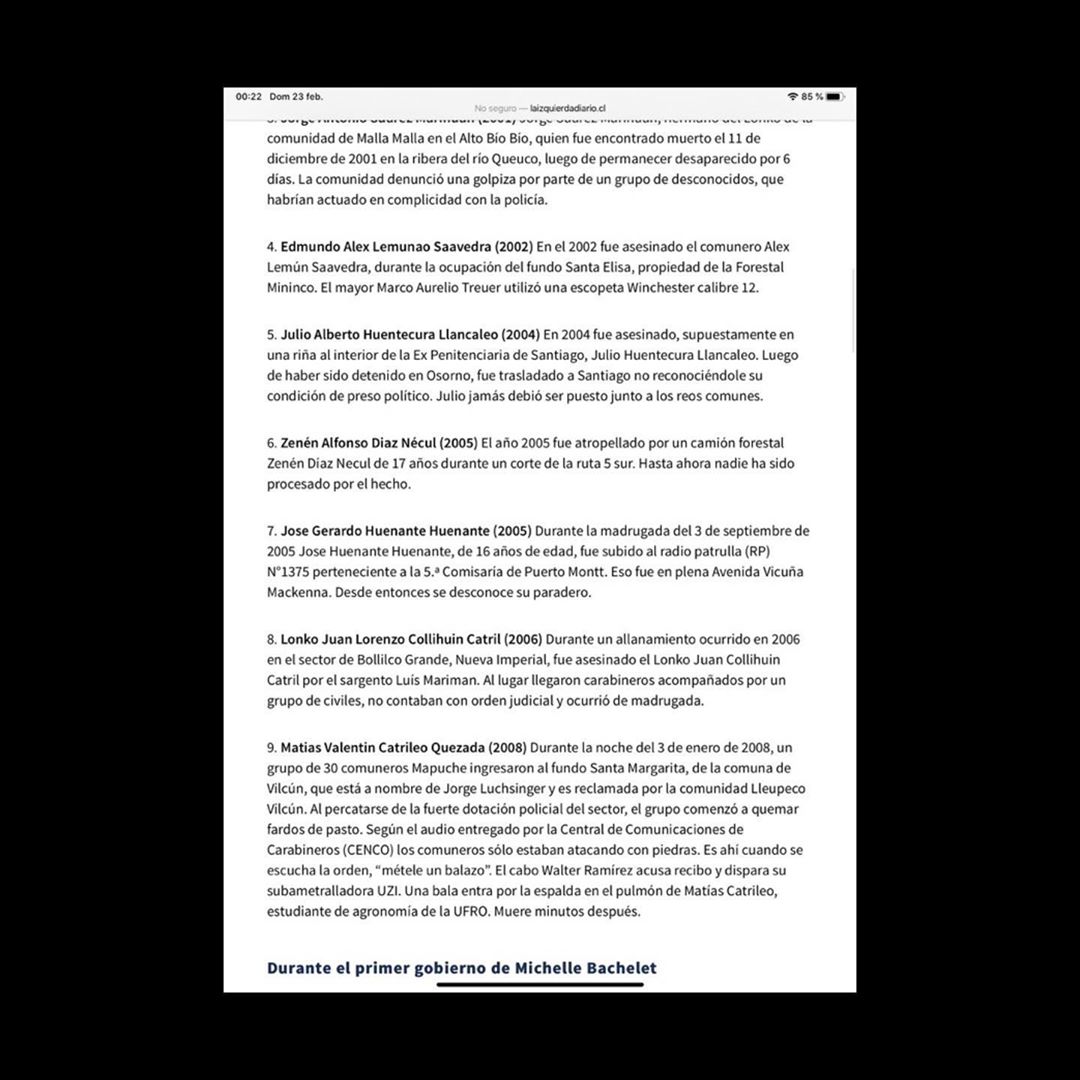 00:22 Dom 23 feb.
85 %
No seguro — laizquierdadiario.cl
comunidad de Malla Malla en el Alto Bío Bío, quien fue encontrado muerto el 11 de
diciembre de 2001 en la ribera del río Queuco, luego de permanecer desaparecido por 6
días. La comunidad denunció una golpiza por parte de un grupo de desconocidos, que
habrían actuado en complicidad con la policía.
4. Edmundo Alex Lemunao Saavedra (2002) En el 2002 fue asesinado el comunero Alex
Lemún Saavedra, durante la ocupación del fundo Santa Elisa, propiedad de la Forestal
Mininco. El mayor Marco Aurelio Treuer utilizó una escopeta Winchester calibre 12.
5. Julio Alberto Huentecura Llancaleo (2004) En 2004 fue asesinado, supuestamente en
una riña al interior de la Ex Penitenciaria de Santiago, Julio Huentecura Llancaleo. Luego
de haber sido detenido en Osorno, fue trasladado a Santiago no reconociéndole su
condición de preso político. Julio jamás debió ser puesto junto a los reos comunes.
6. Zenén Alfonso Diaz Nécul (2005) El año 2005 fue atropellado por un camión forestal
Zenén Díaz Necul de 17 años durante un corte de la ruta 5 sur. Hasta ahora nadie ha sido
procesado por el hecho.
7. Jose Gerardo Huenante Huenante (2005) Durante la madrugada del 3 de septiembre de
2005 Jose Huenante Huenante, de 16 años de edad, fue subido al radio patrulla (RP)
N°1375 perteneciente a la 5.ª Comisaría de Puerto Montt. Eso fue en plena Avenida Vicuña
Mackenna. Desde entonces se desconoce su paradero.
8. Lonko Juan Lorenzo Collihuin Catril (2006) Durante un allanamiento ocurrido en 2006
en el sector de Bollilco Grande, Nueva Imperial, fue asesinado el Lonko Juan Collihuin
Catril por el sargento Luís Mariman. Al lugar llegaron carabineros acompañados por un
grupo de civiles, no contaban con orden judicial y ocurrió de madrugada.
9. Matias Valentin Catrileo Quezada (2008) Durante la noche del 3 de enero de 2008, un
grupo de 30 comuneros Mapuche ingresaron al fundo Santa Margarita, de la comuna de
Vilcún, que está a nombre de Jorge Luchsinger y es reclamada por la comunidad Lleupeco
Vilcún. Al percatarse de la fuerte dotación policial del sector, el grupo comenzó a quemar
fardos de pasto. Según el audio entregado por la Central de Comunicaciones de
Carabineros (CENCO) los comuneros sólo estaban atacando con piedras. Es ahí cuando se
escucha la orden, “métele un balazo”. El cabo Walter Ramírez acusa recibo y dispara su
subametralladora UZI. Una bala entra por la espalda en el pulmón de Matías Catrileo,
estudiante de agronomía de la UFRO. Muere minutos después.
Durante el primer gobierno de Michelle Bachelet